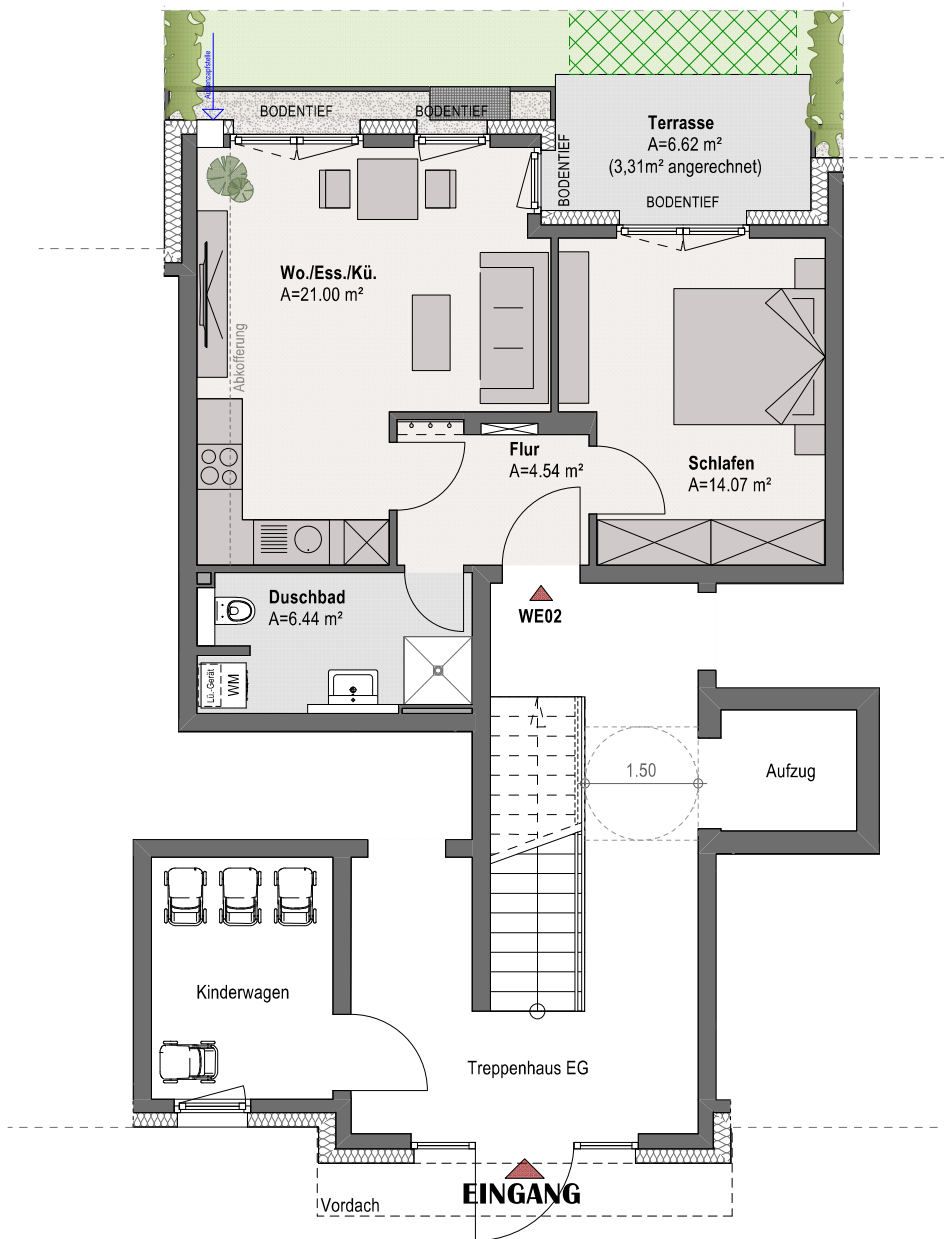 Außenzapfstelle
BODENTIEF
BODENTIEF
BODENTIEF
Terrasse
A=6.62 m²
(3,31m² angerechnet)
BODENTIEF
Wo./Ess./Kü.
A=21.00 m²
Abkofferung
Flur
A=4.54 m²
Schlafen
A=14.07 m²
Duschbad
A=6.44 m²
WE02
Lü.-Gerät
WM
1.50
Aufzug
Kinderwagen
Treppenhaus EG
EINGANG
Vordach